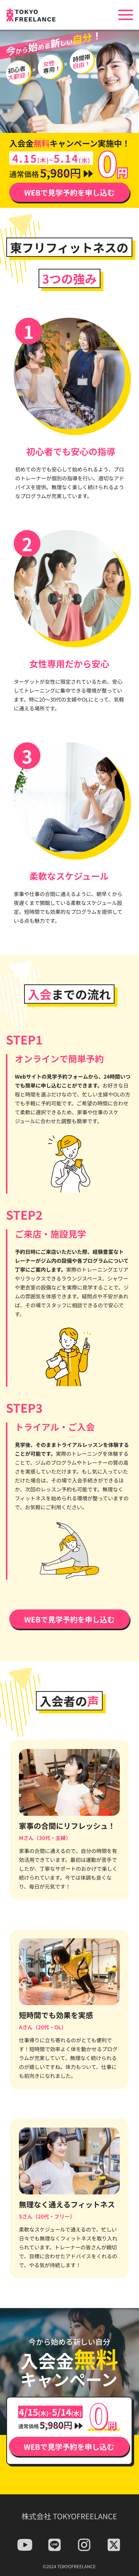 TOKYO
FREELANCE
今から始める新しい自分！
初心者
大歓迎
女性
専用！
時間帯
自由！
入会金無料キャンペーン実施中！
4.15(木)-5.14(水)
通常価格5,980円
0円
WEBで見学予約を申し込む
東フリフィットネスの
3つの強み
1
初心者でも安心の指導
初めての方でも安心して始められるよう、プロ
のトレーナーが個別の指導を行い、適切なアド
バイスを提供。無理なく楽しく続けられるよう
なプログラムが充実しています。
2
女性専用だから安心
ターゲットが女性に限定されているため、安心
してトレーニングに集中できる環境が整ってい
ます。特に20〜30代の主婦やOLにとって、気軽
に通える場所です。
3
柔軟なスケジュール
家事や仕事の合間に通えるように、朝早くから
夜遅くまで開館している柔軟なスケジュール設
定。短時間でも効果的なプログラムを提供して
いる点も魅力です。
入会までの流れ
STEP1
オンラインで簡単予約
Webサイトの見学予約フォームから、24時間いつ
でも簡単に申し込むことができます。お好きな日
程と時間を選ぶだけなので、忙しい主婦やOLの方
でも手軽に予約可能です。ご希望の時間に合わせ
て柔軟に選択できるため、家事や仕事のスケ
ジュールに合わせた調整も簡単です。
STEP2
ご来店・施設見学
予約日時にご来店いただいた際、経験豊富なト
レーナーがジム内の設備や各プログラムについて
丁寧にご案内します。実際のトレーニングエリア
やリラックスできるラウンジスペース、シャワー
や更衣室の設備などを実際に見学することで、ジ
ムの雰囲気を体感できます。疑問点や不安があれ
ば、その場でスタッフに相談できるので安心で
す。
STEP3
トライアル・ご入会
見学後、そのままトライアルレッスンを体験する
ことが可能です。実際のトレーニングを体験する
ことで、ジムのプログラムやトレーナーの質の高
さを実感していただけます。もし気に入っていた
だけた場合は、その場で入会手続きができるほ
か、次回のレッスン予約も可能です。無理なく
フィットネスを始められる環境が整っていますの
で、お気軽にご利用ください。
WEBで見学予約を申し込む
入会者の声
家事の合間にリフレッシュ！
Mさん（30代・主婦）
家事の合間に通えるので、自分の時間を有
効活用できています。最初は運動が苦手で
したが、丁寧なサポートのおかげで楽しく
続けられています。今では体調も良くな
り、毎日が元気です！
短時間でも効果を実感
Aさん（20代・OL）
仕事帰りに立ち寄れるのがとても便利で
す！短時間で効率よく体を動かせるプログラ
ムが充実していて、無理なく続けられるの
が嬉しいですね。体力もついて、仕事に
も前向きになれました。
無理なく通えるフィットネス
Sさん（20代・フリー）
柔軟なスケジュールで通えるので、忙しい
日々でも無理なくフィットネスを取り入れ
られています。トレーナーの皆さんが親切
で、目標に合わせたアドバイスをくれるの
で、やる気が持続します！
今から始める新しい自分
入会金無料
キャンペーン
4/15(木)-5/14(水)
通常価格5,980円
0円
WEBで見学予約を申し込む
株式会社 TOKYOFREELANCE
©2024 TOKYOFREELANCE